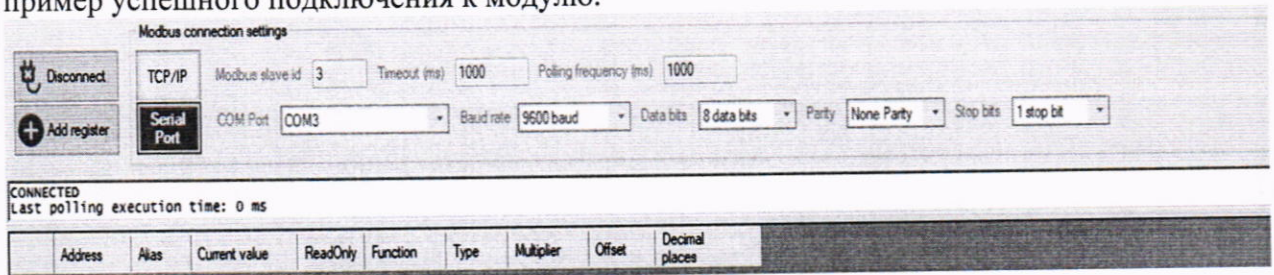 пример успешного подключения к модулю:
Modbus connection settings
Disconnect TCP/IP Modbus slave id 3 Timeout (ms) 1000 Polling frequency (ms) 1000
Add register Serial Port COM Port COM3 Baud rate 9600 baud Data bits 8 data bits Parity None Parity Stop bits 1 stop bit
CONNECTED
Last polling execution time: 0 ms
Address Alias Current value ReadOnly Function Type Multiplier Offset Decimal places